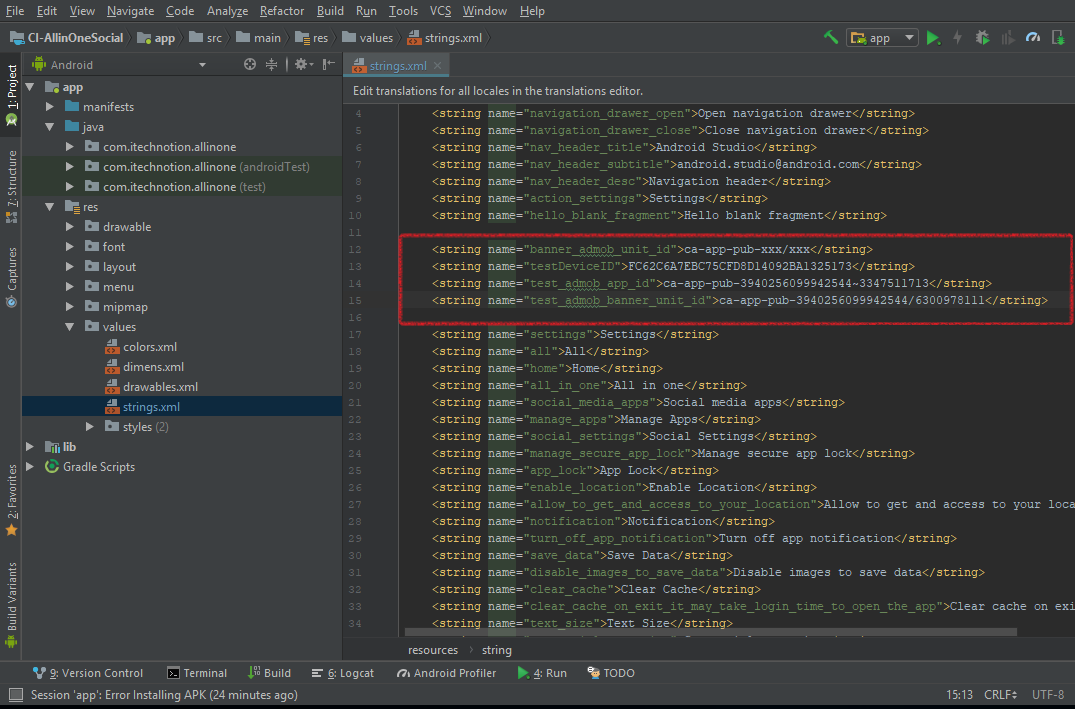 File Edit View Navigate Code Analyze Refactor Build Run Tools VCS Window Help
CI-AllinOneSocial app src main res values strings.xml app
1: Project
Android
strings.xml
Edit translations for all locales in the translations editor.
app
manifests
java
com.itechnotion.allinone
com.itechnotion.allinone (androidTest)
com.itechnotion.allinone (test)
res
drawable
font
layout
menu
mipmap
values
colors.xml
dimens.xml
drawables.xml
strings.xml
styles (2)
lib
Gradle Scripts
7: Structure
Captures
2: Favorites
Build Variants
4 <string name="navigation_drawer_open">Open navigation drawer</string>
5 <string name="navigation_drawer_close">Close navigation drawer</string>
6 <string name="nav_header_title">Android Studio</string>
7 <string name="nav_header_subtitle">android.studio@android.com</string>
8 <string name="nav_header_desc">Navigation header</string>
9 <string name="action_settings">Settings</string>
10 <string name="hello_blank_fragment">Hello blank fragment</string>
11
12 <string name="banner_admob_unit_id">ca-app-pub-xxx/xxx</string>
13 <string name="testDeviceID">FC62C6A7EBC75CFD8D14092BA1325173</string>
14 <string name="test_admob_app_id">ca-app-pub-3940256099942544~3347511713</string>
15 <string name="test_admob_banner_unit_id">ca-app-pub-3940256099942544/6300978111</string>
16
17 <string name="settings">Settings</string>
18 <string name="all">All</string>
19 <string name="home">Home</string>
20 <string name="all_in_one">All in one</string>
21 <string name="social_media_apps">Social media apps</string>
22 <string name="manage_apps">Manage Apps</string>
23 <string name="social_settings">Social Settings</string>
24 <string name="manage_secure_app_lock">Manage secure app lock</string>
25 <string name="app_lock">App Lock</string>
26 <string name="enable_location">Enable Location</string>
27 <string name="allow_to_get_and_access_to_your_location">Allow to get and access to your loca
28 <string name="notification">Notification</string>
29 <string name="turn_off_app_notification">Turn off app notification</string>
30 <string name="save_data">Save Data</string>
31 <string name="disable_images_to_save_data">Disable images to save data</string>
32 <string name="clear_cache">Clear Cache</string>
33 <string name="clear_cache_on_exit_it_may_take_login_time_to_open_the_app">Clear cache on exi
34 <string name="text_size">Text Size</string>
resources string
9: Version Control Terminal Build 6: Logcat Android Profiler 4: Run TODO
Session 'app': Error Installing APK (24 minutes ago) 15:13 CRLF UTF-8